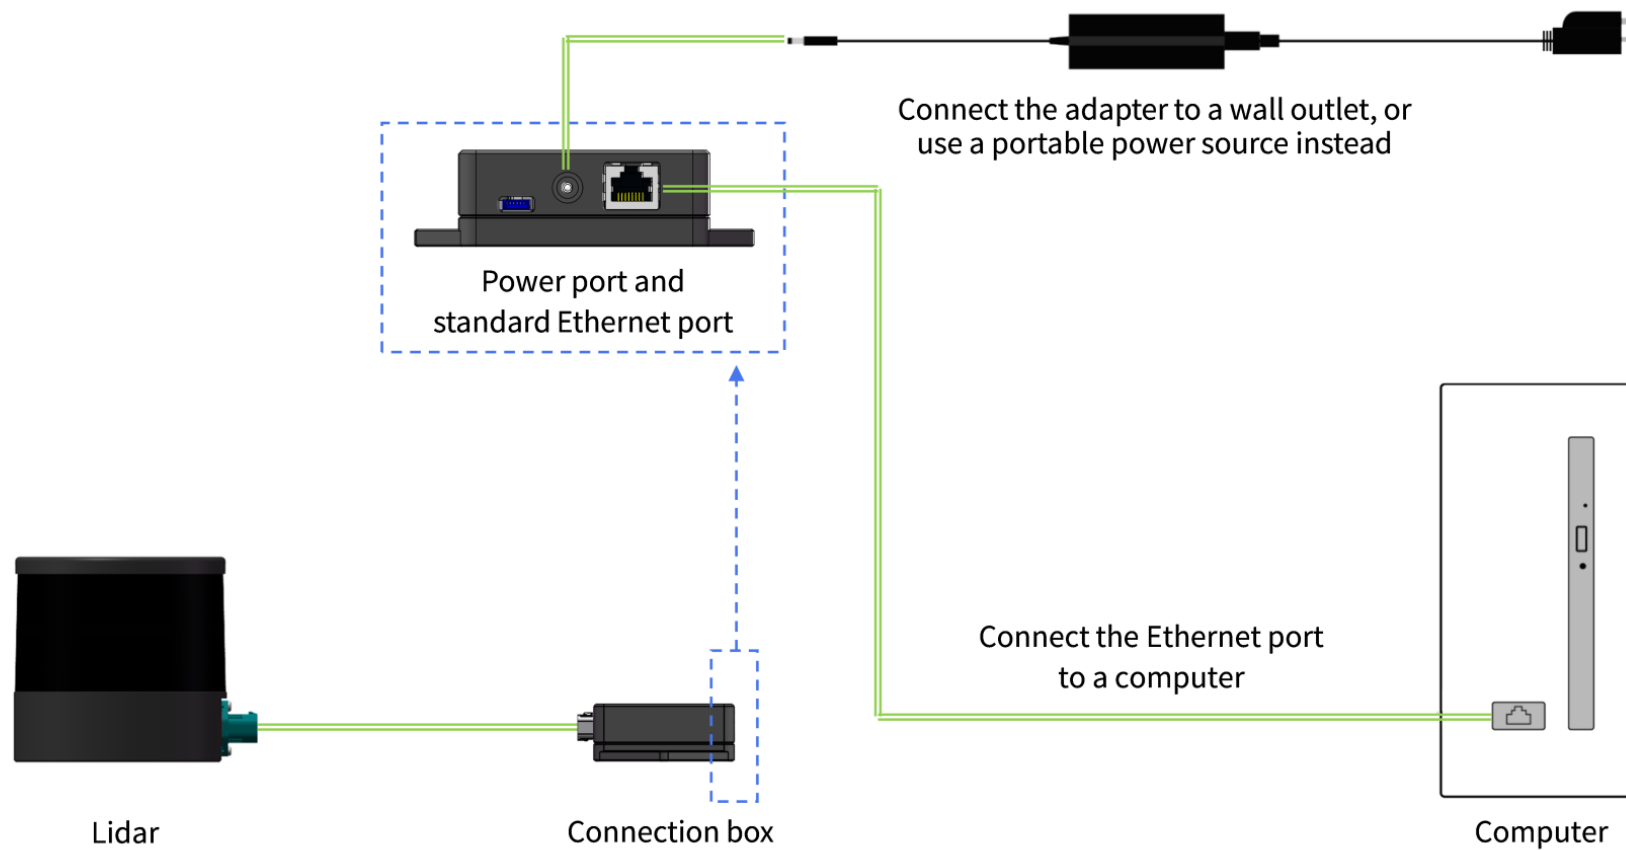 Connect the adapter to a wall outlet, or
use a portable power source instead
Power port and
standard Ethernet port
Connect the Ethernet port
to a computer
Lidar
Connection box
Computer